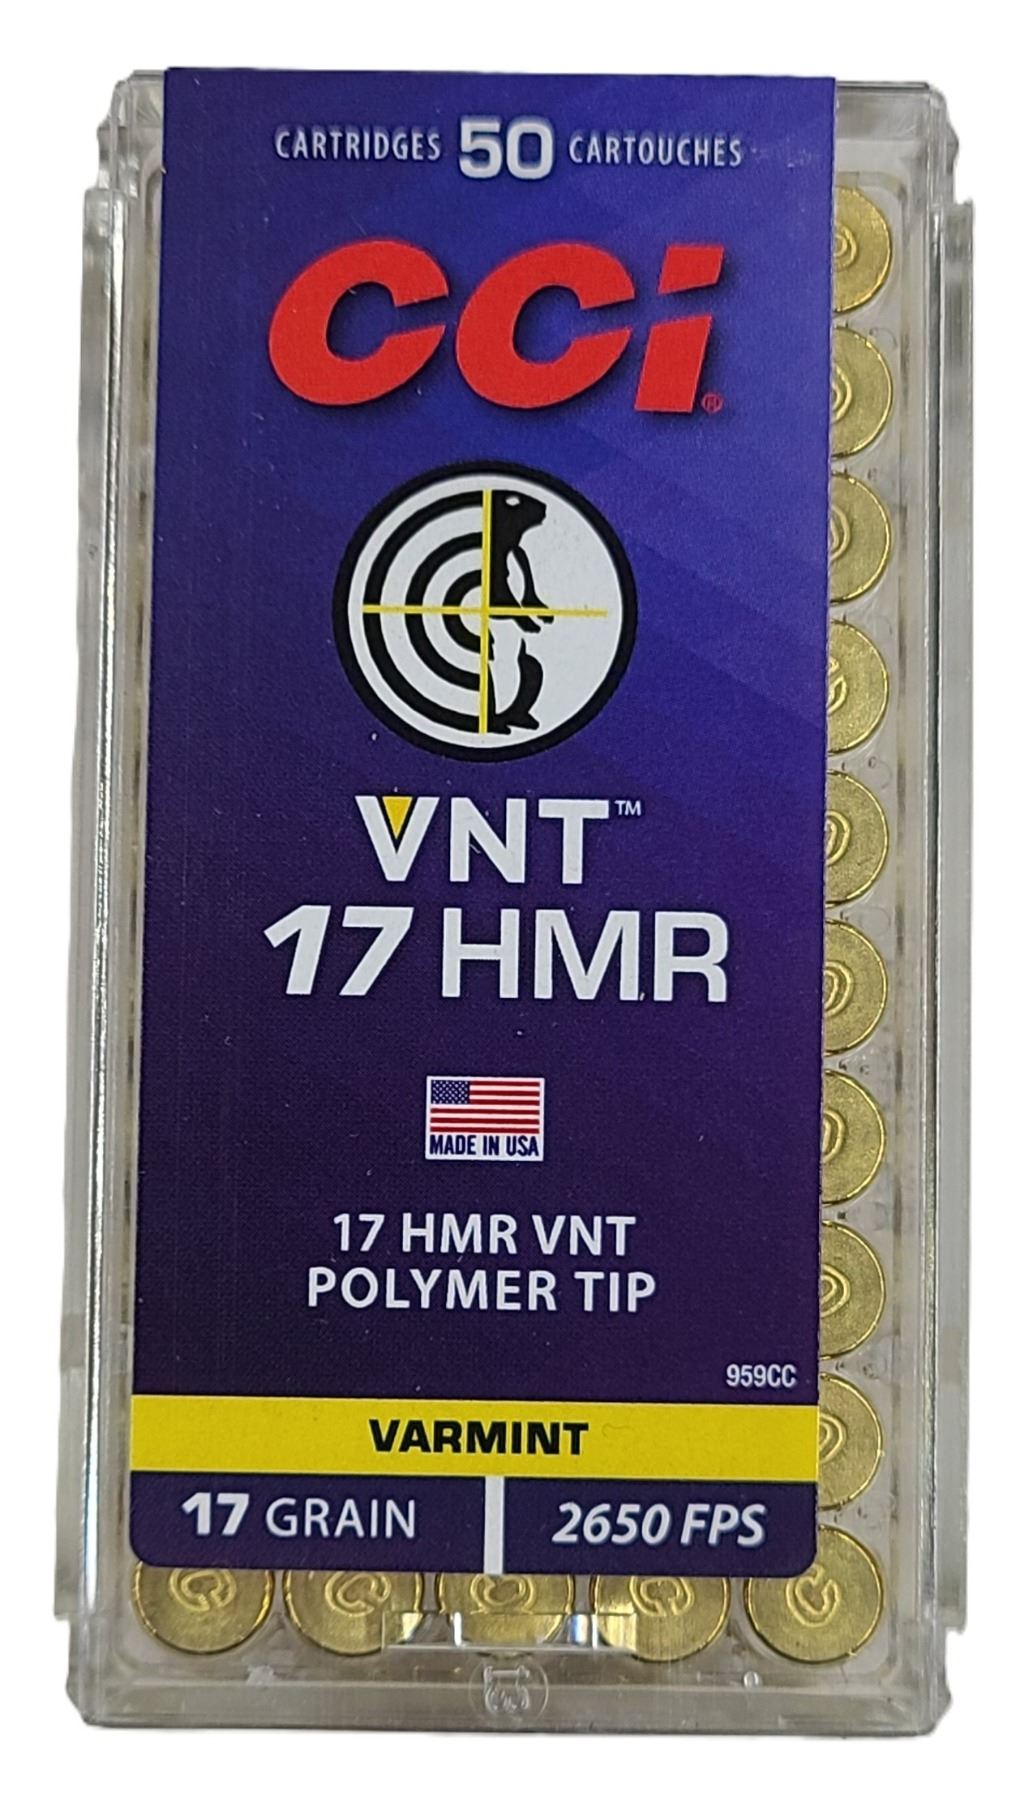 CARTRIDGES 50 CARTOUCHES
CCI®
VNT™
17 HMR
MADE IN USA
17 HMR VNT
POLYMER TIP
959CC
VARMINT
17 GRAIN 2650 FPS
C C C C C